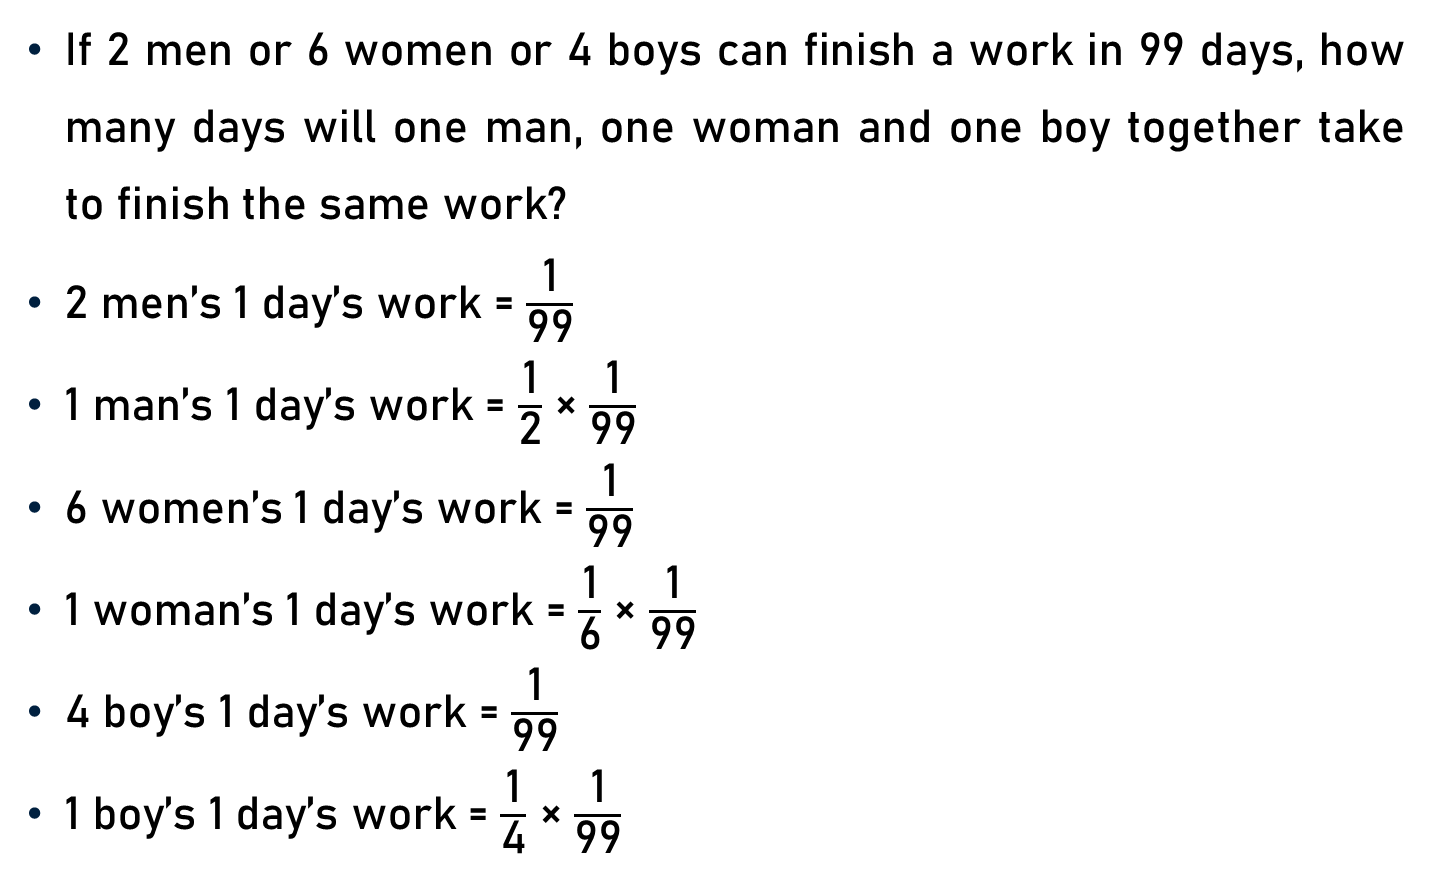 • If 2 men or 6 women or 4 boys can finish a work in 99 days, how
many days will one man, one woman and one boy together take
to finish the same work?
• 2 men’s 1 day’s work = 1/99
• 1 man’s 1 day’s work = 1/2 × 1/99
• 6 women’s 1 day’s work = 1/99
• 1 woman’s 1 day’s work = 1/6 × 1/99
• 4 boy’s 1 day’s work = 1/99
• 1 boy’s 1 day’s work = 1/4 × 1/99